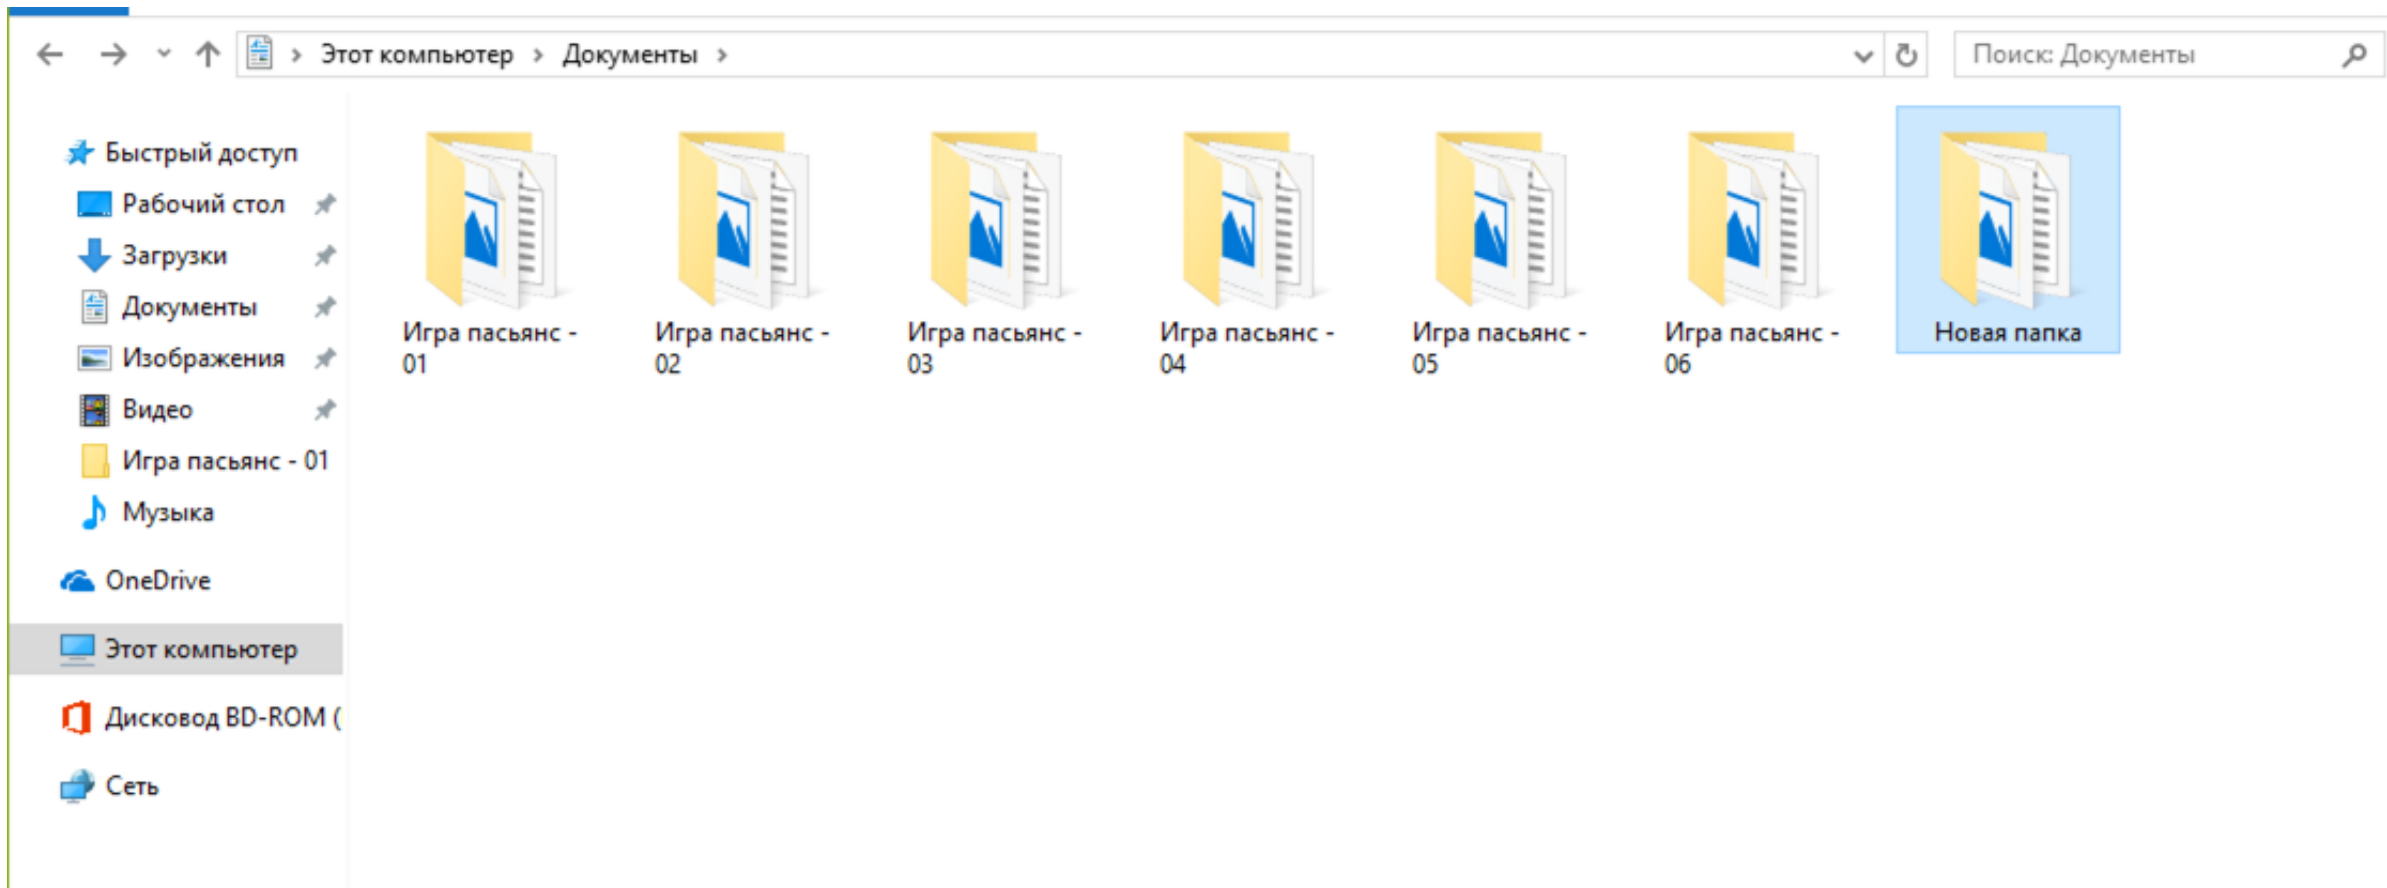 Этот компьютер > Документы >
Поиск: Документы
Быстрый доступ
Рабочий стол
Загрузки
Документы
Изображения
Видео
Игра пасьянс - 01
Музыка
OneDrive
Этот компьютер
Дисковод BD-ROM (
Сеть
Игра пасьянс -
01
Игра пасьянс -
02
Игра пасьянс -
03
Игра пасьянс -
04
Игра пасьянс -
05
Игра пасьянс -
06
Новая папка